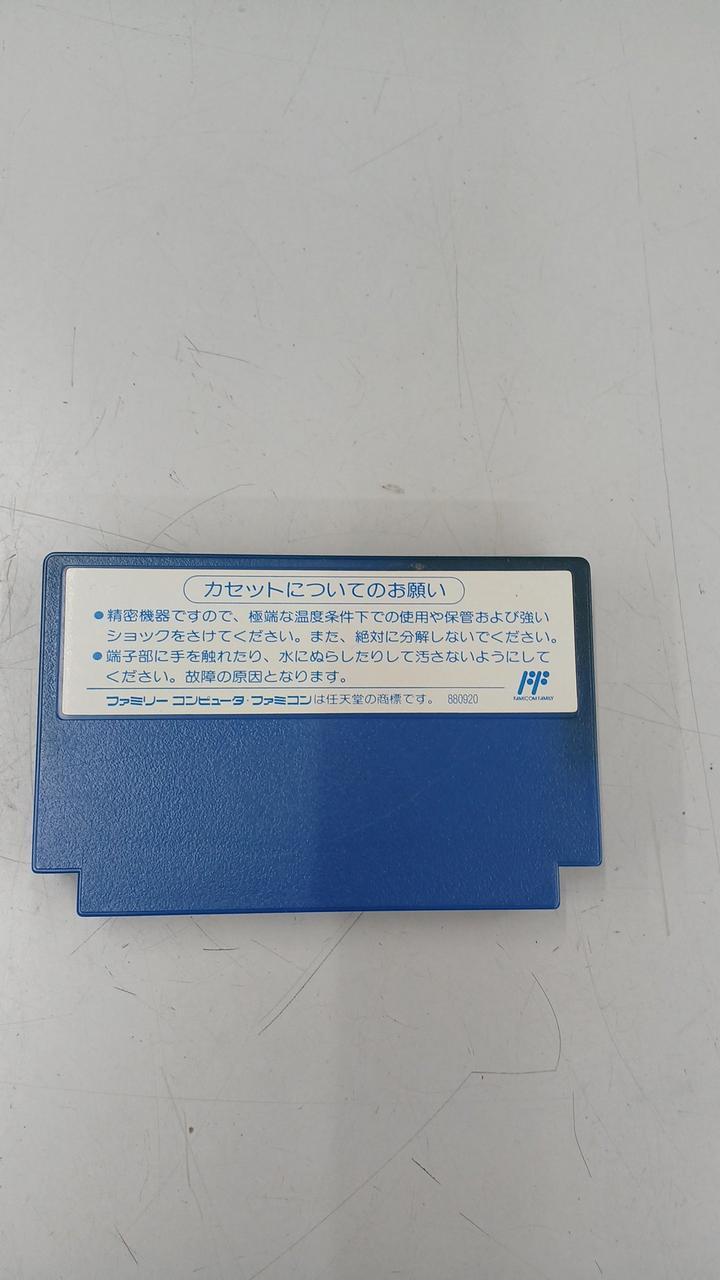 カセットについてのお願い
●精密機器ですので、極端な温度条件下での使用や保管および強い
ショックをさけてください。また、絶対に分解しないでください。
●端子部に手を触れたり、水にぬらしたりして汚さないようにして
ください。故障の原因となります。
ファミリー コンピュータ・ファミコンは任天堂の商標です。 880920
FAMICOM FAMILY